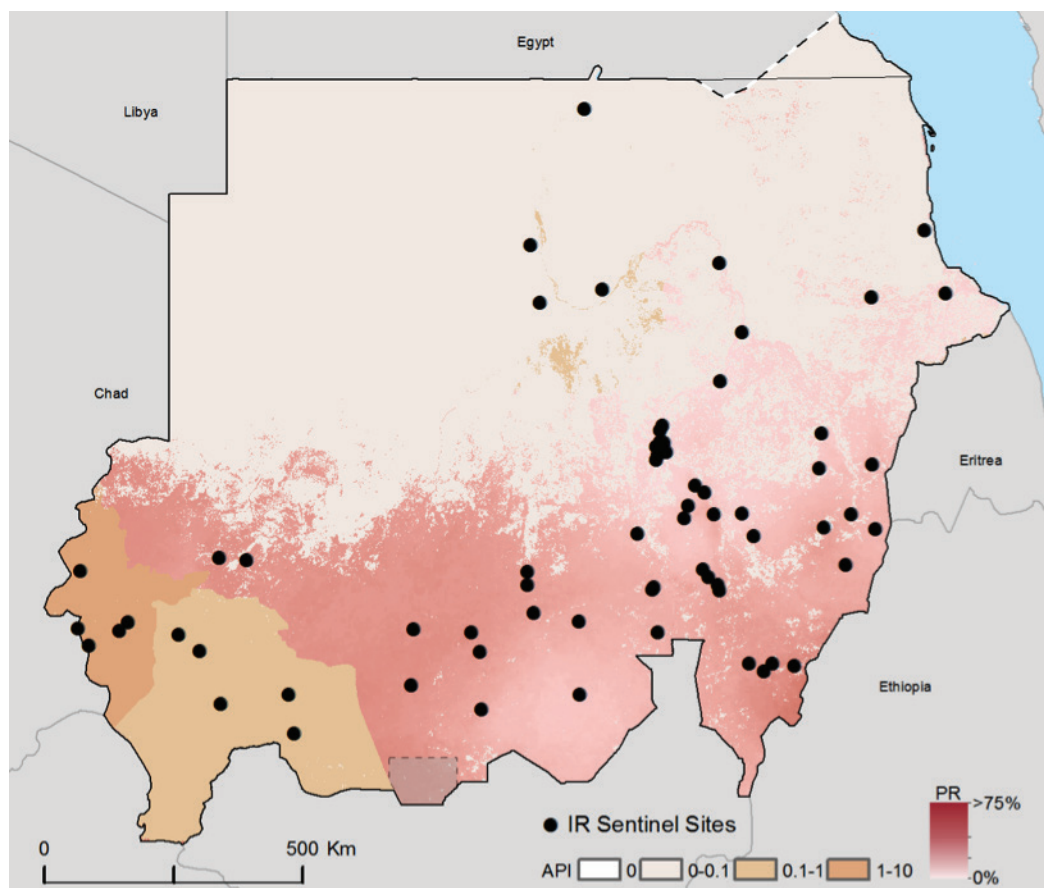 Egypt
Libya
Chad
Eritrea
Ethiopia
PR
>75%
0%
IR Sentinel Sites
0 500 Km
API 0 0-0.1 0.1-1 1-10